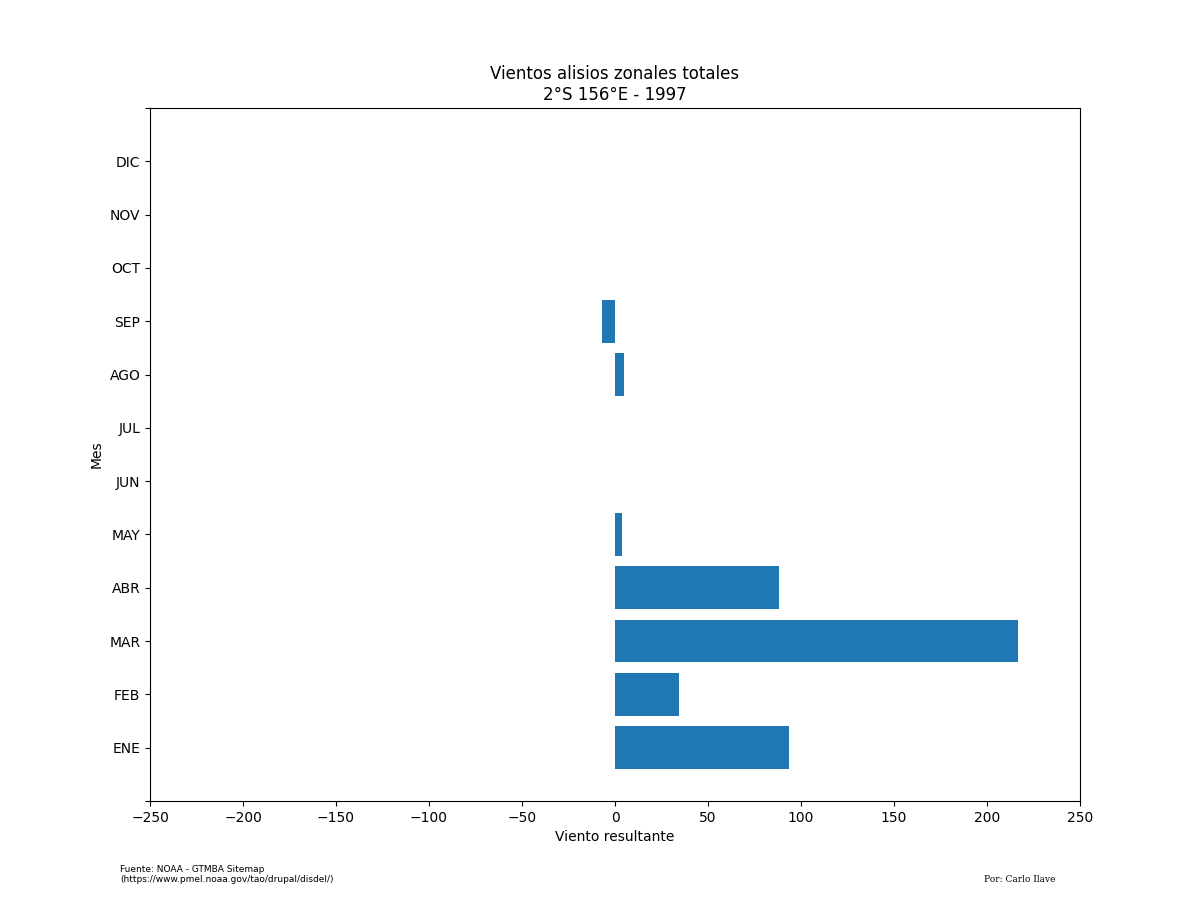 Vientos alisios zonales totales
2°S 156°E - 1997
DIC
NOV
OCT
SEP
AGO
JUL
JUN
MAY
ABR
MAR
FEB
ENE
Mes
−250 −200 −150 −100 −50 0 50 100 150 200 250
Viento resultante
Fuente: NOAA - GTMBA Sitemap
(https://www.pmel.noaa.gov/tao/drupal/disdel/)
Por: Carlo Ilave